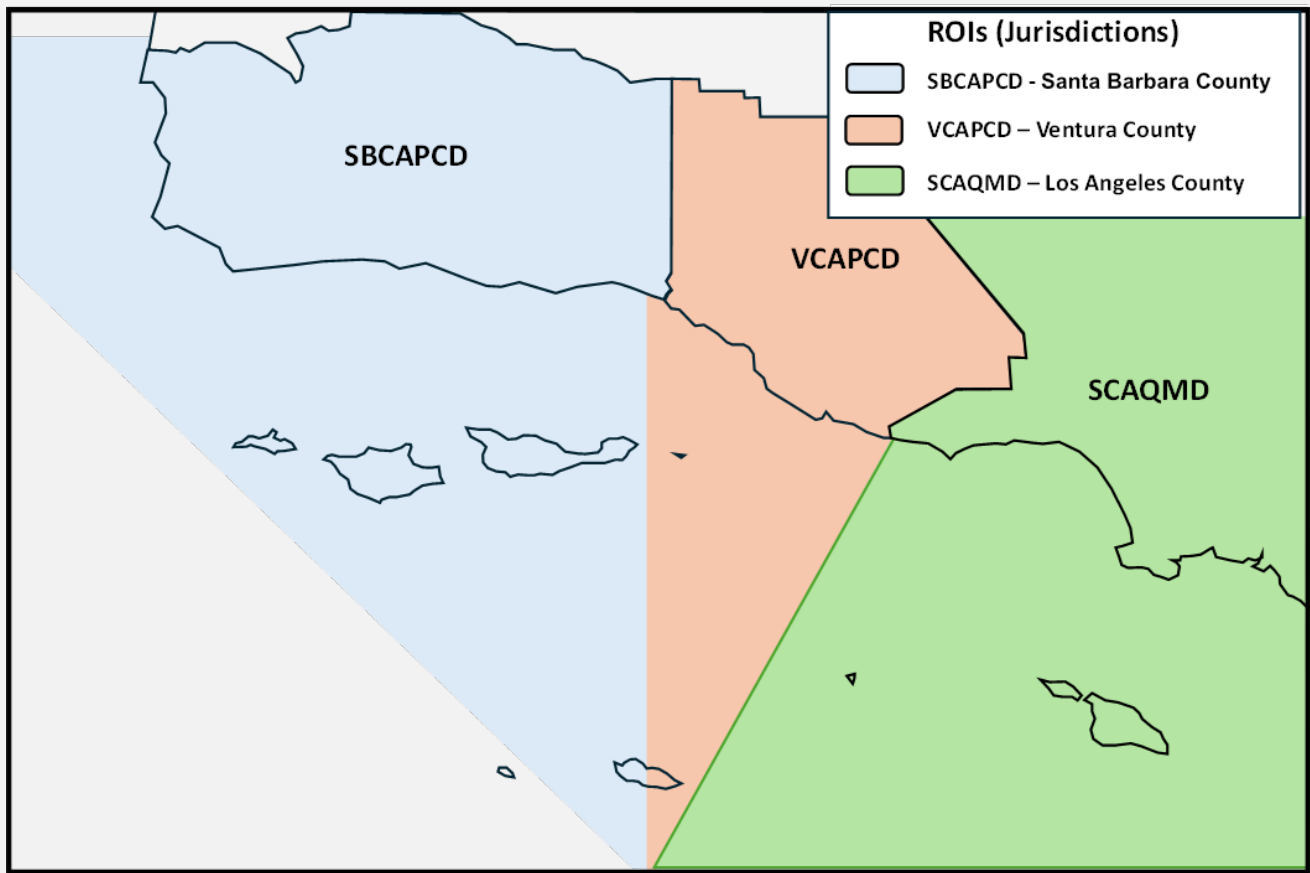 ROIs (Jurisdictions)
SBCAPCD - Santa Barbara County
VCAPCD – Ventura County
SCAQMD – Los Angeles County
SBCAPCD
VCAPCD
SCAQMD